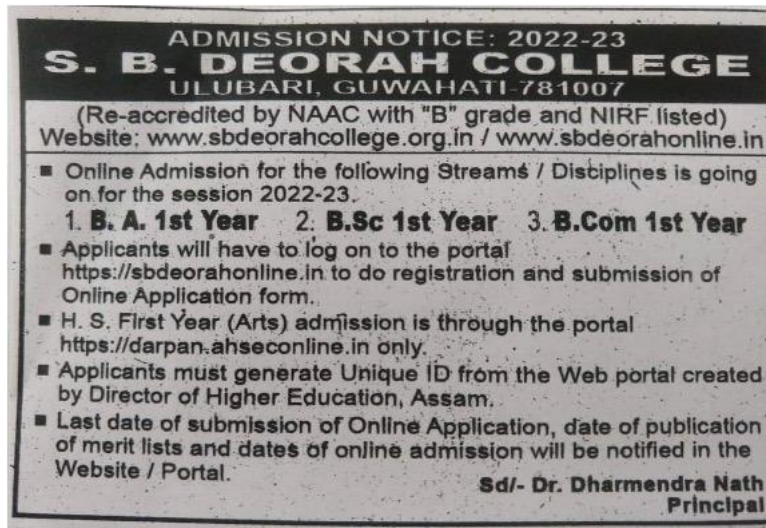 ADMISSION NOTICE: 2022-23
S. B. DEORAH COLLEGE
ULUBARI, GUWAHATI-781007
(Re-accredited by NAAC with "B" grade and NIRF listed)
Website: www.sbdeorahcollege.org.in / www.sbdeorahonline.in
■ Online Admission for the following Streams / Disciplines is going
on for the session 2022-23.
1. B. A. 1st Year 2. B.Sc 1st Year 3. B.Com 1st Year
■ Applicants will have to log on to the portal
https://sbdeorahonline.in to do registration and submission of
Online Application form.
■ H. S. First Year (Arts) admission is through the portal
https://darpan.ahseconline.in only.
■ Applicants must generate Unique ID from the Web portal created
by Director of Higher Education, Assam.
■ Last date of submission of Online Application, date of publication
of merit lists and dates of online admission will be notified in the
Website / Portal.
Sd/- Dr. Dharmendra Nath
Principal